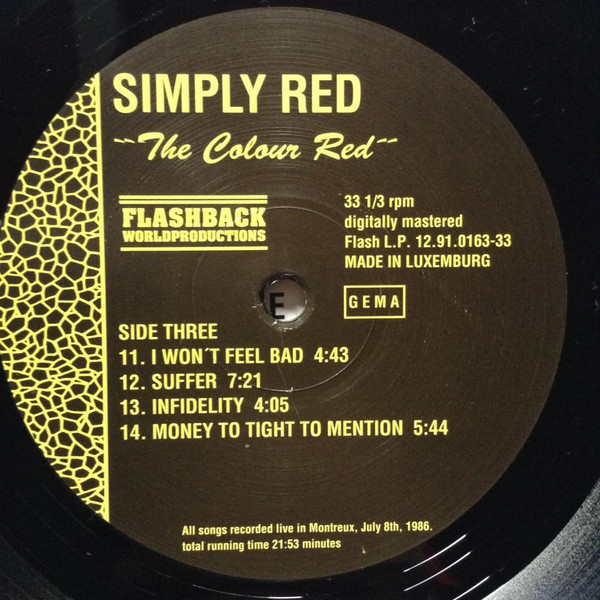 SIMPLY RED
~~The Colour Red~~
FLASHBACK
WORLDPRODUCTIONS
33 1/3 rpm
digitally mastered
Flash L.P. 12.91.0163-33
MADE IN LUXEMBURG
GEMA
E
SIDE THREE
11. I WON´T FEEL BAD 4:43
12. SUFFER 7:21
13. INFIDELITY 4:05
14. MONEY TO TIGHT TO MENTION 5:44
All songs recorded live in Montreux, July 8th, 1986.
total running time 21:53 minutes